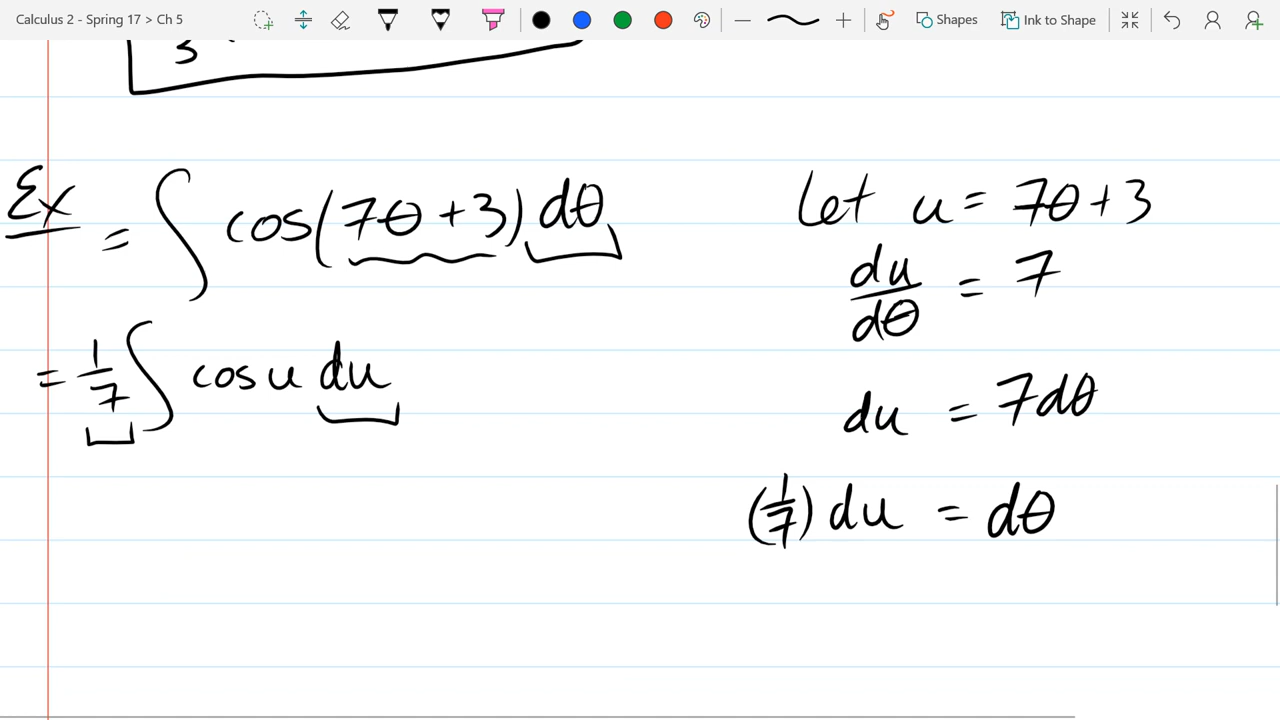 Calculus 2 - Spring 17 > Ch 5
Shapes
Ink to Shape
3
Ex = ∫ cos(7θ + 3) dθ
= 1/7 ∫ cos u du
Let u = 7θ + 3
du/dθ = 7
du = 7dθ
(1/7) du = dθ